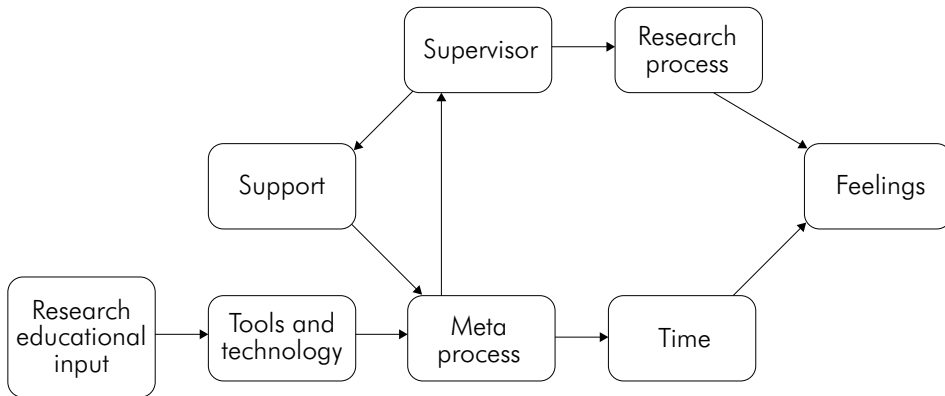 Supervisor
Research
process
Support
Feelings
Research
educational
input
Tools and
technology
Meta
process
Time